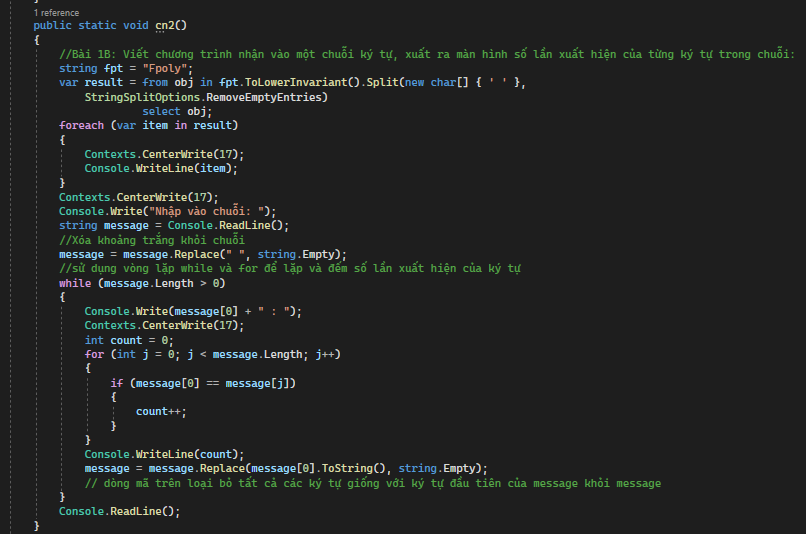 }
1 reference
public static void cn2()
{
//Bài 1B: Viết chương trình nhận vào một chuỗi ký tự, xuất ra màn hình số lần xuất hiện của từng ký tự trong chuỗi:
string fpt = "Fpoly";
var result = from obj in fpt.ToLowerInvariant().Split(new char[] { ' ' },
StringSplitOptions.RemoveEmptyEntries)
select obj;
foreach (var item in result)
{
Contexts.CenterWrite(17);
Console.WriteLine(item);
}
Contexts.CenterWrite(17);
Console.Write("Nhập vào chuỗi: ");
string message = Console.ReadLine();
//Xóa khoảng trắng khỏi chuỗi
message = message.Replace(" ", string.Empty);
//sử dụng vòng lặp while và for để lặp và đếm số lần xuất hiện của ký tự
while (message.Length > 0)
{
Console.Write(message[0] + " : ");
Contexts.CenterWrite(17);
int count = 0;
for (int j = 0; j < message.Length; j++)
{
if (message[0] == message[j])
{
count++;
}
}
Console.WriteLine(count);
message = message.Replace(message[0].ToString(), string.Empty);
// dòng mã trên loại bỏ tất cả các ký tự giống với ký tự đầu tiên của message khỏi message
}
Console.ReadLine();
}